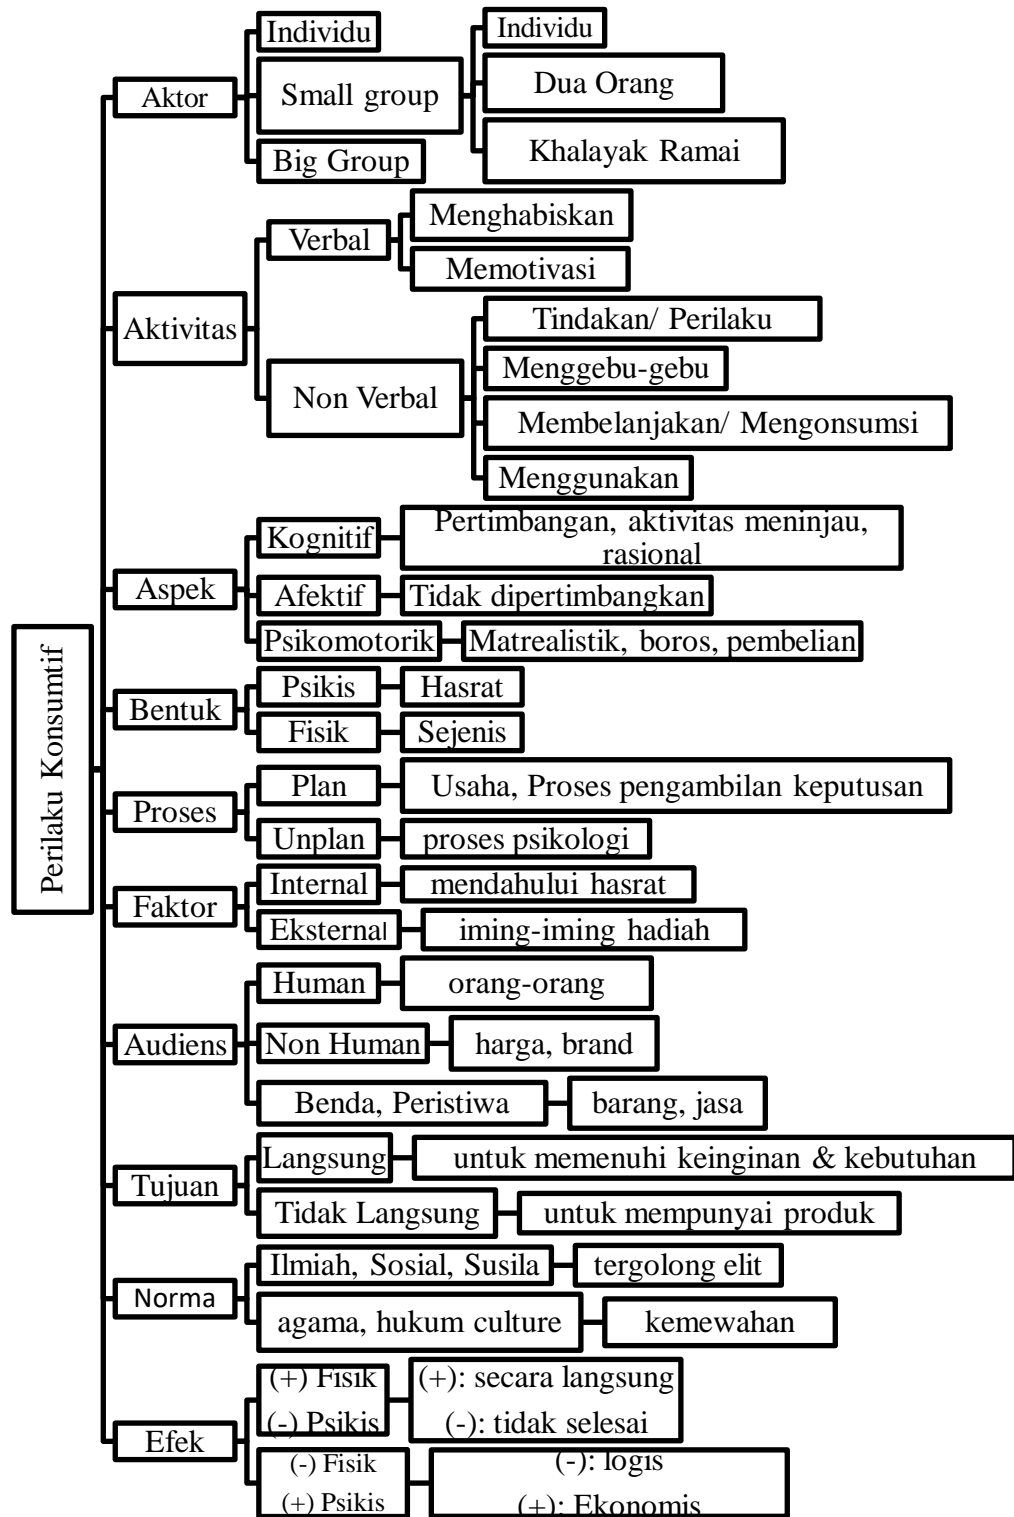 Perilaku Konsumtif
Aktor
Individu
Small group
Individu
Dua Orang
Khalayak Ramai
Big Group
Aktivitas
Verbal
Menghabiskan
Memotivasi
Non Verbal
Tindakan/ Perilaku
Menggebu-gebu
Membelanjakan/ Mengonsumsi
Menggunakan
Aspek
Kognitif
Pertimbangan, aktivitas meninjau,
rasional
Afektif
Tidak dipertimbangkan
Psikomotorik
Matrealistik, boros, pembelian
Bentuk
Psikis
Hasrat
Fisik
Sejenis
Proses
Plan
Usaha, Proses pengambilan keputusan
Unplan
proses psikologi
Faktor
Internal
mendahului hasrat
Eksternal
iming-iming hadiah
Audiens
Human
orang-orang
Non Human
harga, brand
Benda, Peristiwa
barang, jasa
Tujuan
Langsung
untuk memenuhi keinginan & kebutuhan
Tidak Langsung
untuk mempunyai produk
Norma
Ilmiah, Sosial, Susila
tergolong elit
agama, hukum culture
kemewahan
Efek
(+) Fisik
(-) Psikis
(+): secara langsung
(-): tidak selesai
(-) Fisik
(+) Psikis
(-): logis
(+): Ekonomis